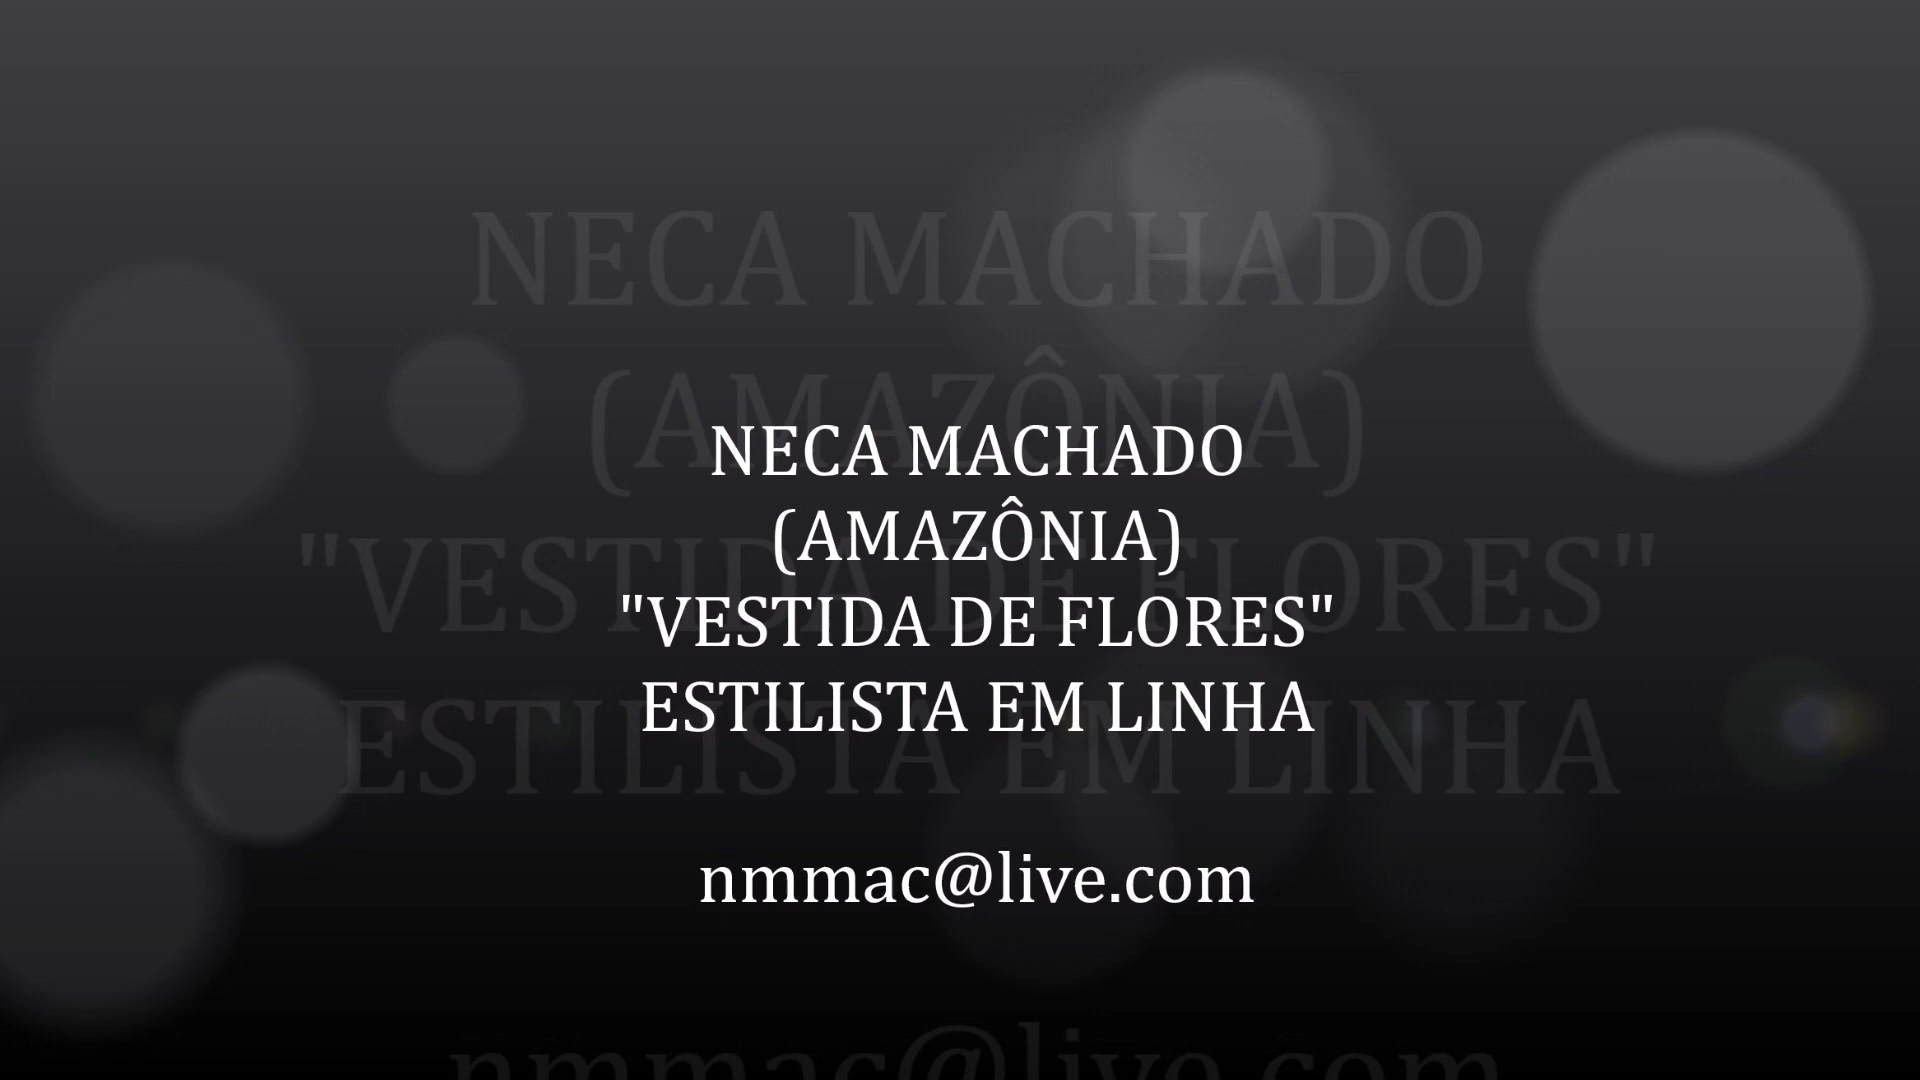 NECA MACHADO
(AMAZÔNIA)
"VESTIDA DE FLORES"
ESTILISTA EM LINHA
nmmac@live.com